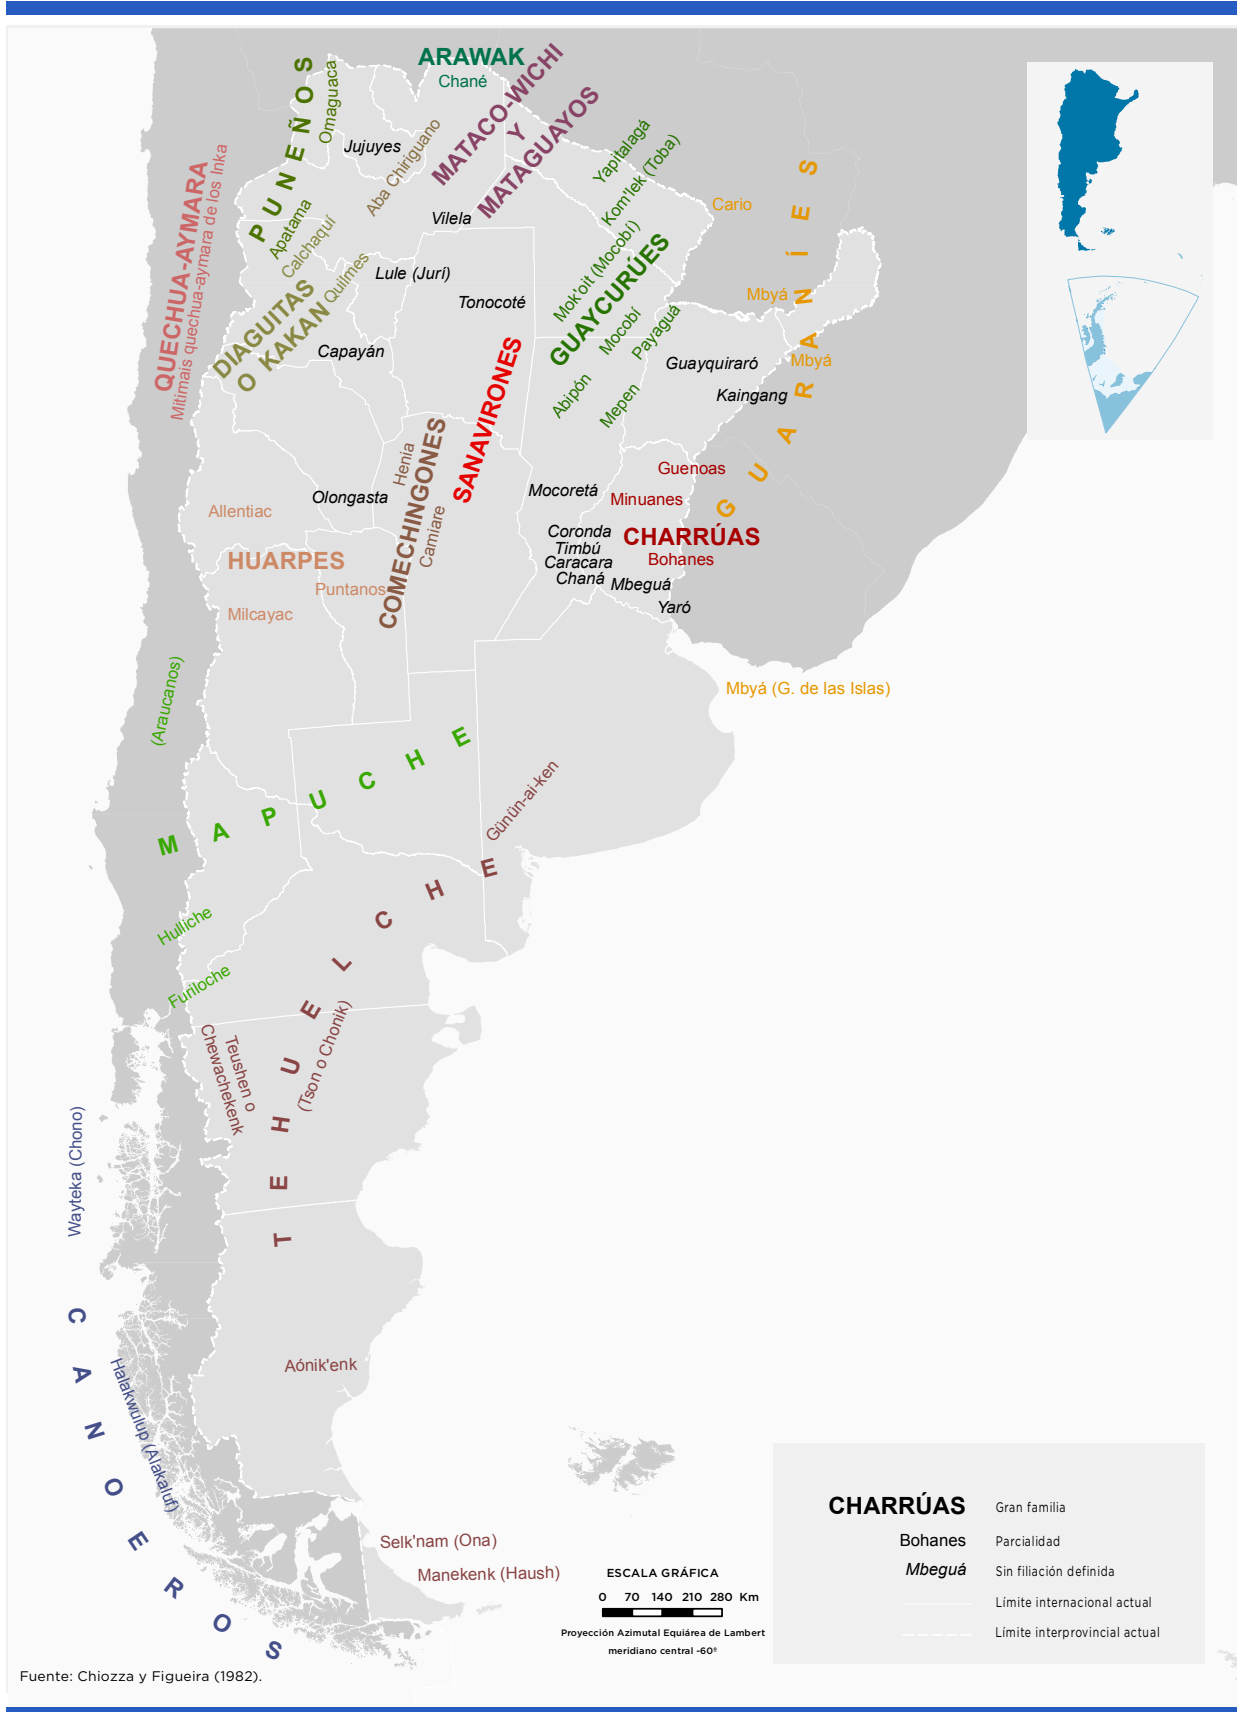 ARAWAK
Chané
MATACO-WICHI
Y
MATAGUAYOS
PUNEÑOS
Omaguaca
Jujuyes
Aba Chiriguano
Vilela
Apatama
Calchaquí
Quilmes
QUECHUA-AYMARA
Mitimais quechua-aymara de los Inka
DIAGUITAS
O KAKAN
Lule (Jurí)
Tonocoté
Capayán
Yapitalagá
Kom'lek (Toba)
Mok'oit (Mocobí)
GUAYCURÚES
Mocobí
Payaguá
Abipón
Mepen
Cario
Mbyá
Mbyá
GUARANÍES
Guayquiraró
Kaingang
SANAVIRONES
Henia
COMECHINGONES
Camiare
Olongasta
Allentiac
HUARPES
Puntanos
Milcayac
Mocoretá
Guenoas
Minuanes
CHARRÚAS
Bohanes
Coronda
Timbú
Caracara
Chaná
Mbeguá
Yaró
Mbyá (G. de las Islas)
(Araucanos)
MAPUCHE
Günün-ai-ken
Hulliche
Furiloche
TEHUELCHE
(Tson o Chonik)
Teushen o
Chewachekenk
Wayteka (Chono)
CANOEROS
Halakwulup (Alakaluf)
Aónik'enk
Selk'nam (Ona)
Manekenk (Haush)
ESCALA GRÁFICA
0 70 140 210 280 Km
Proyección Azimutal Equiárea de Lambert
meridiano central -60º
CHARRÚAS Gran familia
Bohanes Parcialidad
Mbeguá Sin filiación definida
Límite internacional actual
Límite interprovincial actual
Fuente: Chiozza y Figueira (1982).